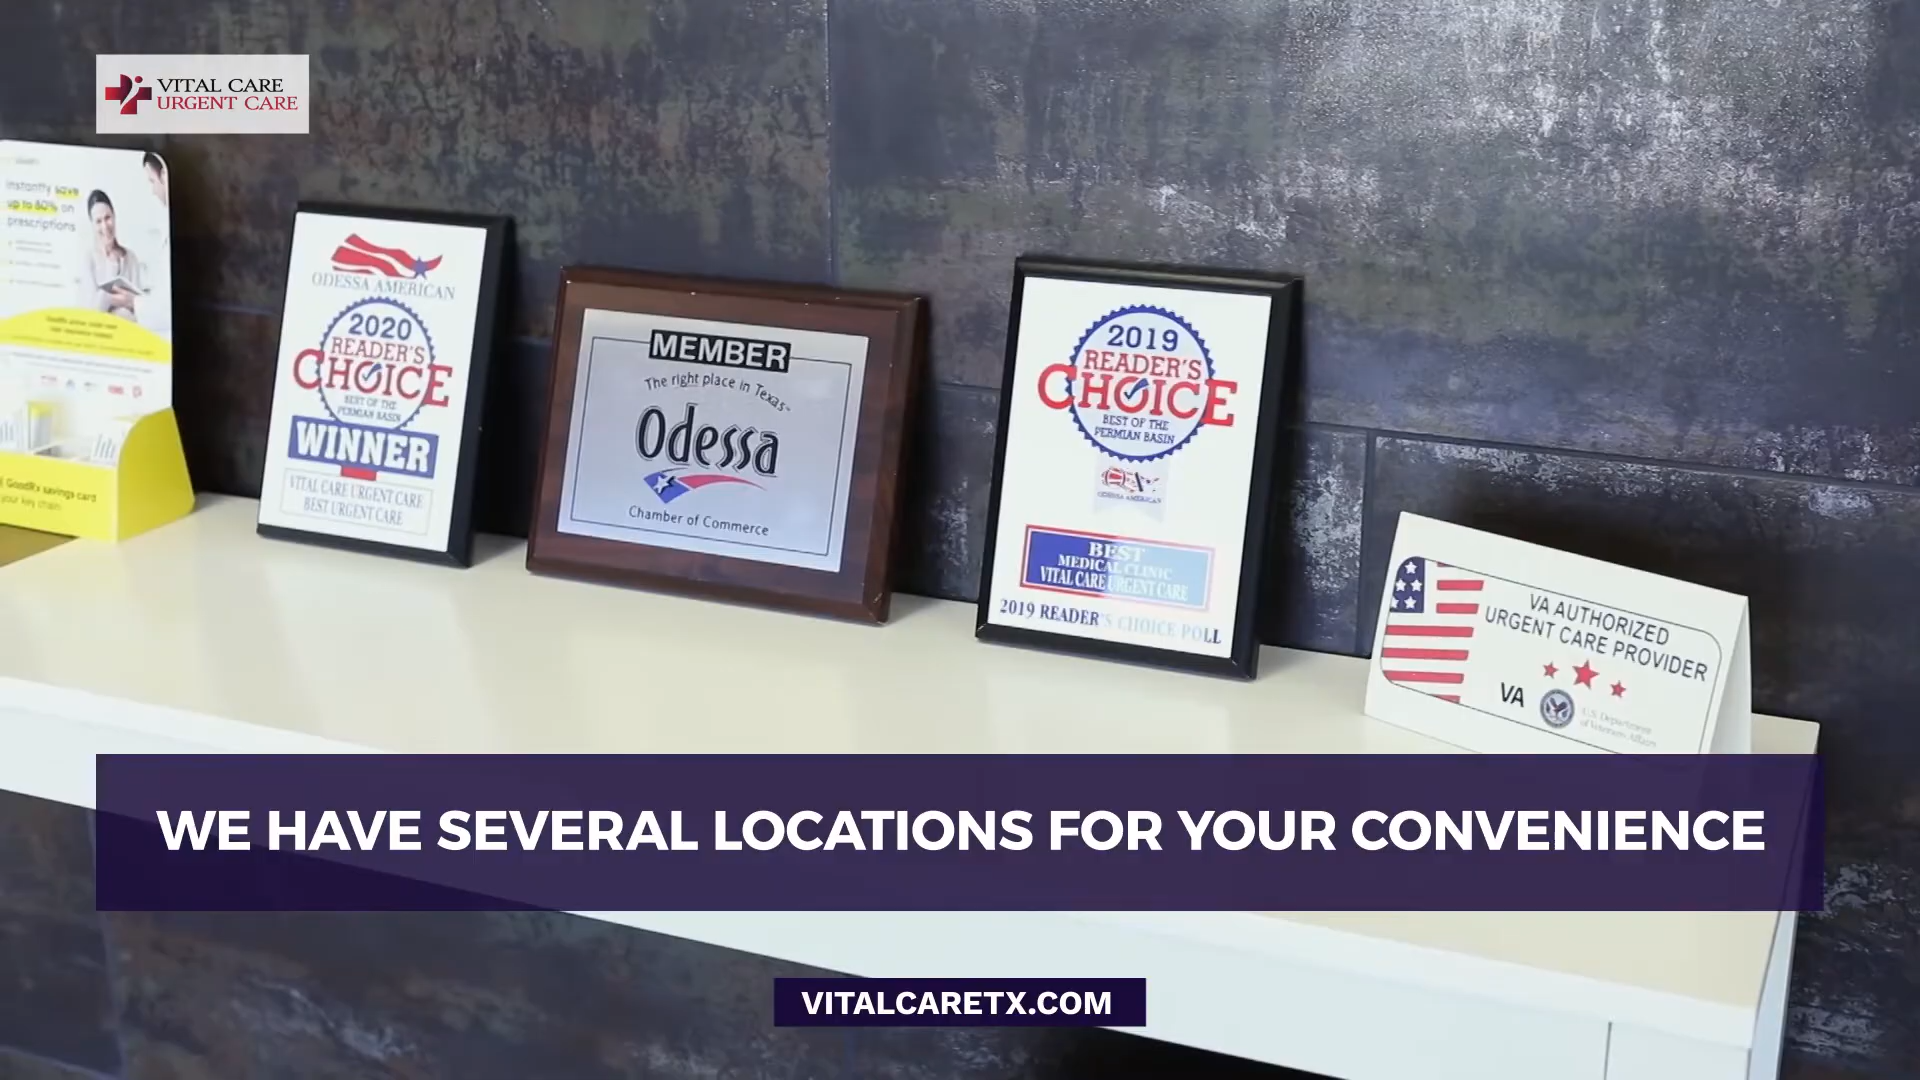 VITAL CARE
URGENT CARE
Instantly save
up to 80% on
prescriptions
GoodRx savings card
your key chain
ODESSA AMERICAN
2020
READER'S
CHOICE
BEST OF THE
PERMIAN BASIN
WINNER
VITAL CARE URGENT CARE
BEST URGENT CARE
MEMBER
The right place in Texas
Odessa
Chamber of Commerce
2019
READER'S
CHOICE
BEST OF THE
PERMIAN BASIN
ODESSA AMERICAN
BEST
MEDICAL CLINIC
VITAL CARE URGENT CARE
2019 READER'S CHOICE POLL
VA AUTHORIZED
URGENT CARE PROVIDER
VA
U.S. Department
of Veterans Affairs
WE HAVE SEVERAL LOCATIONS FOR YOUR CONVENIENCE
VITALCARETX.COM